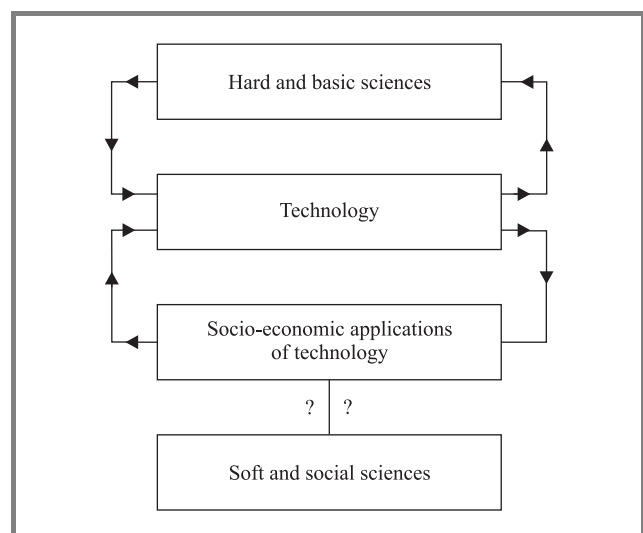 Hard and basic sciences
Technology
Socio-economic applications
of technology
? ?
Soft and social sciences